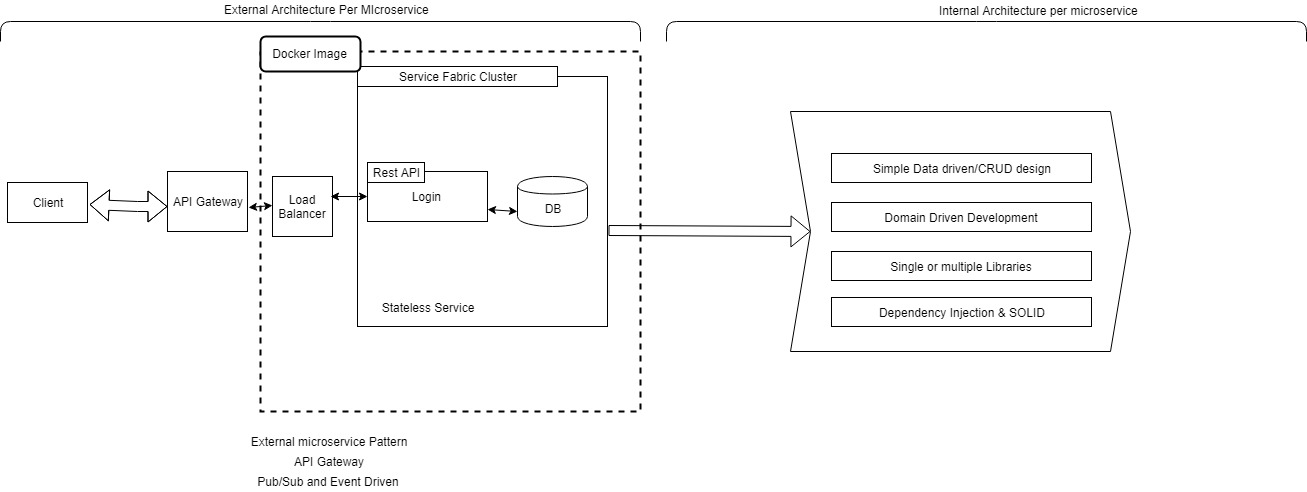 External Architecture Per MIcroservice
Internal Architecture per microservice
Docker Image
Service Fabric Cluster
Client
API Gateway
Load
Balancer
Rest API
Login
DB
Stateless Service
Simple Data driven/CRUD design
Domain Driven Development
Single or multiple Libraries
Dependency Injection & SOLID
External microservice Pattern
API Gateway
Pub/Sub and Event Driven